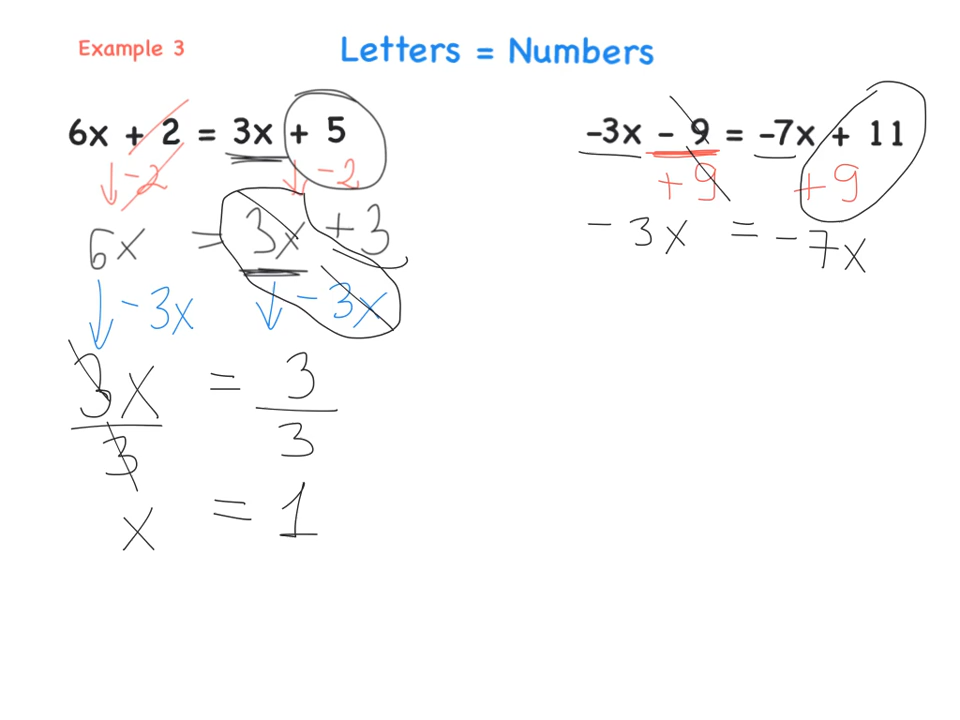 Example 3
Letters = Numbers
6x + 2 = 3x + 5
-2 -2
6x = 3x + 3
-3x -3x
3x = 3
3 3
x = 1
-3x - 9 = -7x + 11
+9 +9
-3x = -7x